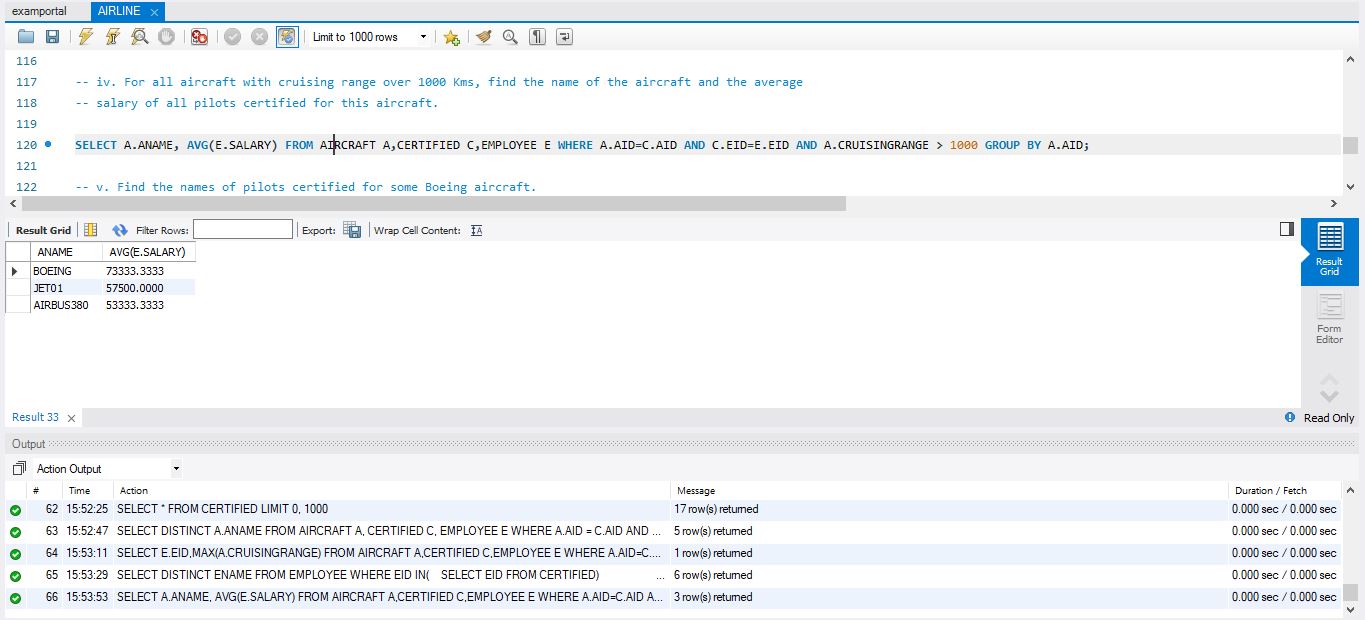 examportal AIRLINE
Limit to 1000 rows
116
117 -- iv. For all aircraft with cruising range over 1000 Kms, find the name of the aircraft and the average
118 -- salary of all pilots certified for this aircraft.
119
120 SELECT A.ANAME, AVG(E.SALARY) FROM AIRCRAFT A,CERTIFIED C,EMPLOYEE E WHERE A.AID=C.AID AND C.EID=E.EID AND A.CRUISINGRANGE > 1000 GROUP BY A.AID;
121
122 -- v. Find the names of pilots certified for some Boeing aircraft.
Result Grid Filter Rows: Export: Wrap Cell Content:
ANAME AVG(E.SALARY)
BOEING 73333.3333
JET01 57500.0000
AIRBUS380 53333.3333
Result
Grid
Form
Editor
Result 33 Read Only
Output
Action Output
# Time Action Message Duration / Fetch
62 15:52:25 SELECT * FROM CERTIFIED LIMIT 0, 1000 17 row(s) returned 0.000 sec / 0.000 sec
63 15:52:47 SELECT DISTINCT A.ANAME FROM AIRCRAFT A, CERTIFIED C, EMPLOYEE E WHERE A.AID = C.AID AND ... 5 row(s) returned 0.000 sec / 0.000 sec
64 15:53:11 SELECT E.EID,MAX(A.CRUISINGRANGE) FROM AIRCRAFT A,CERTIFIED C,EMPLOYEE E WHERE A.AID=C.... 1 row(s) returned 0.000 sec / 0.000 sec
65 15:53:29 SELECT DISTINCT ENAME FROM EMPLOYEE WHERE EID IN( SELECT EID FROM CERTIFIED) ... 6 row(s) returned 0.000 sec / 0.000 sec
66 15:53:53 SELECT A.ANAME, AVG(E.SALARY) FROM AIRCRAFT A,CERTIFIED C,EMPLOYEE E WHERE A.AID=C.AID A... 3 row(s) returned 0.000 sec / 0.000 sec